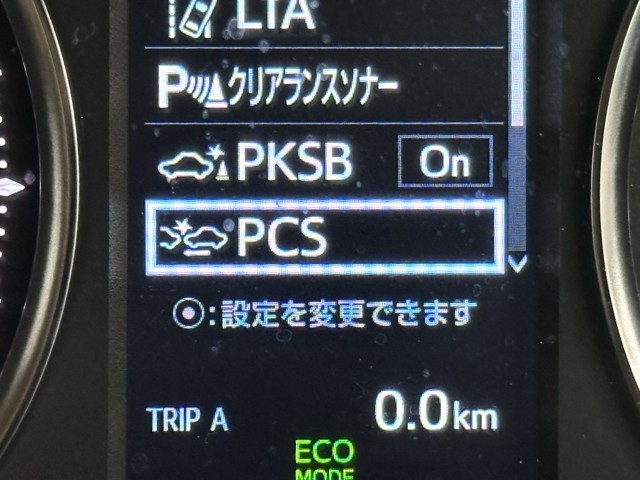 LTA
P クリアランスソナー
PKSB On
PCS
:設定を変更できます
TRIP A 0.0km
ECO
MODE